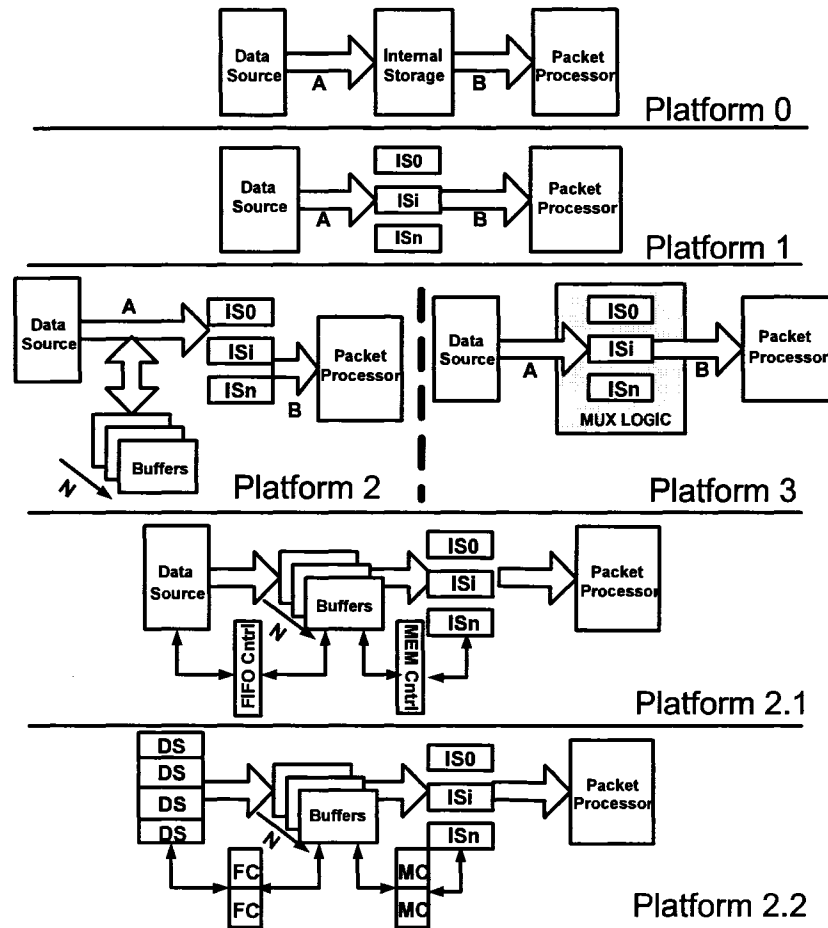 Data
Source
A
Internal
Storage
B
Packet
Processor
Platform 0
Data
Source
A
IS0
ISi
ISn
B
Packet
Processor
Platform 1
Data
Source
A
IS0
ISi
ISn
B
Packet
Processor
Buffers
N
Platform 2
Data
Source
A
IS0
ISi
ISn
MUX LOGIC
B
Packet
Processor
Platform 3
Data
Source
Buffers
N
FIFO Cntrl
MEM Cntrl
IS0
ISi
ISn
Packet
Processor
Platform 2.1
DS
DS
DS
DS
Buffers
N
FC
FC
MC
MC
IS0
ISi
ISn
Packet
Processor
Platform 2.2